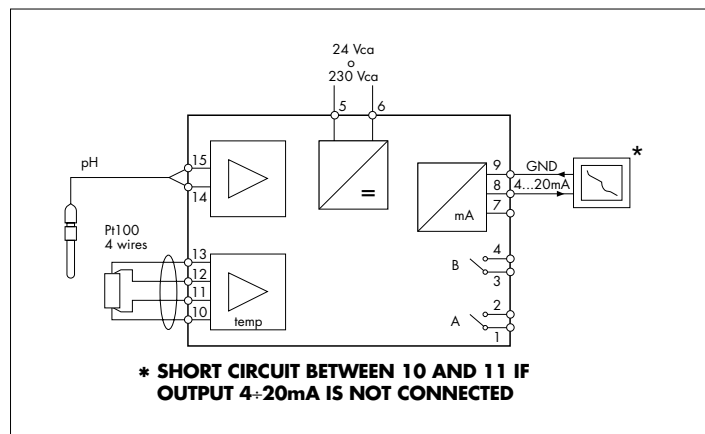 24 Vca
o
230 Vca
5 6
pH
15
14
=
9 GND
8 4...20mA
7
mA
*
Pt100
4 wires
13
12
11
10
temp
B
4
3
A
2
1
* SHORT CIRCUIT BETWEEN 10 AND 11 IF
OUTPUT 4÷20mA IS NOT CONNECTED